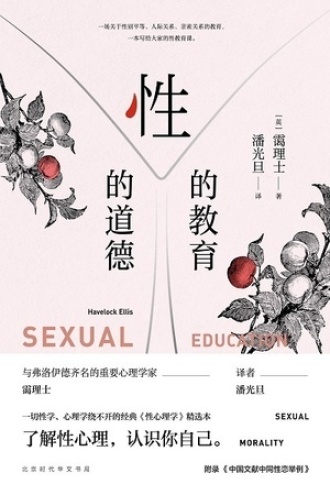 一场关于性别平等、人际关系、亲密关系的教育，
一本写给大家的性教育课。
性
的教育
的道德
［英］霭理士——著
潘光旦——译
Havelock Ellis
SEXUAL
EDUCATION
与弗洛伊德齐名的重要心理学家
霭理士
译者
潘光旦
一切性学、心理学绕不开的经典《性心理学》精选本
SEXUAL
了解性心理，认识你自己。
MORALITY
北京时代华文书局
附录《中国文献中同性恋举例》